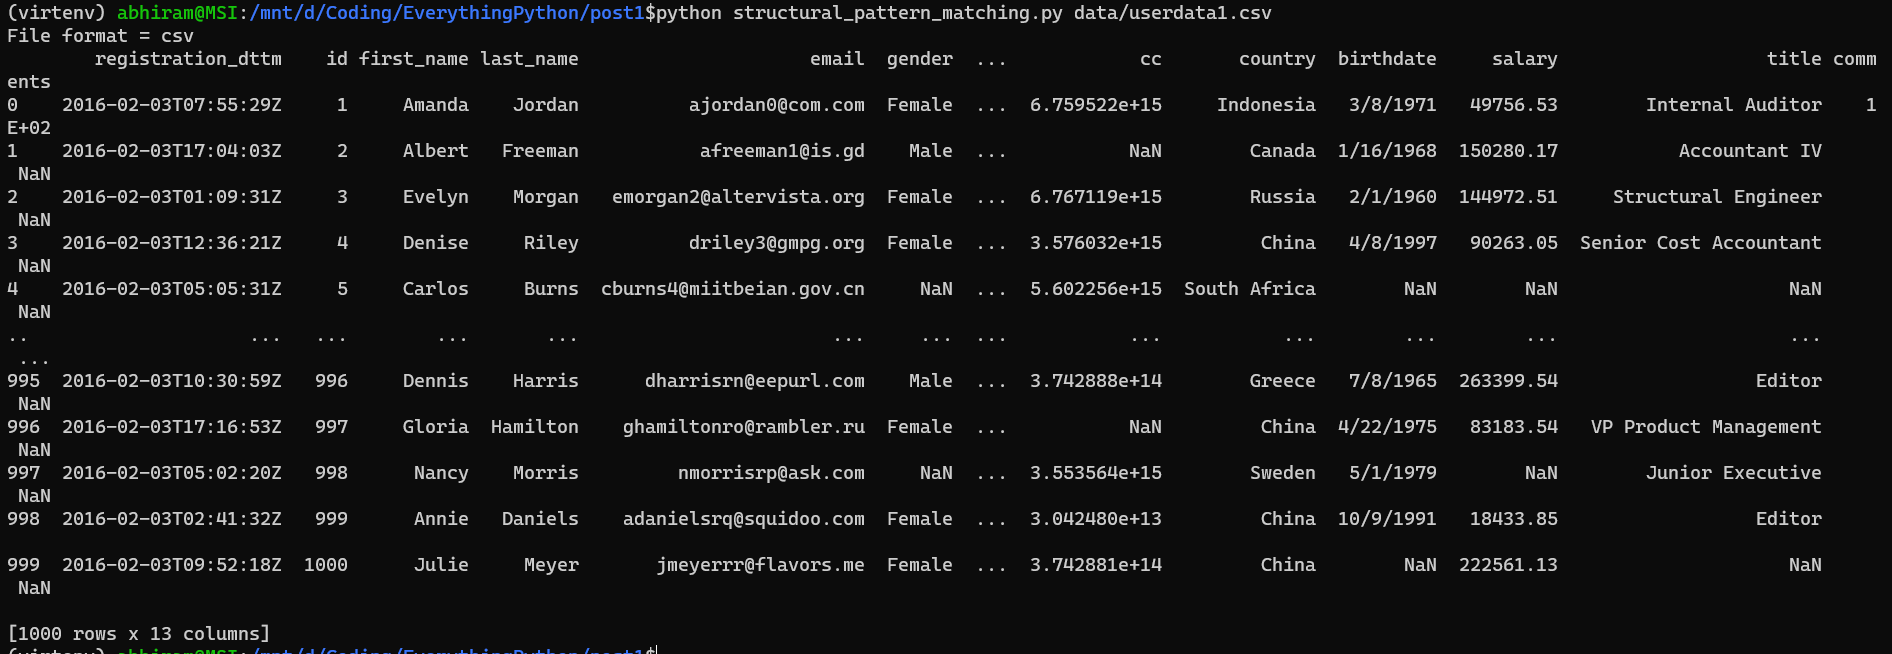 (virtenv) abhiram@MSI:/mnt/d/Coding/EverythingPython/post1$python structural_pattern_matching.py data/userdata1.csv
File format = csv
        registration_dttm    id first_name last_name                     email  gender  ...            cc       country  birthdate     salary                   title comm
ents
0    2016-02-03T07:55:29Z     1     Amanda    Jordan          ajordan0@com.com  Female  ...  6.759522e+15     Indonesia   3/8/1971   49756.53        Internal Auditor    1
E+02
1    2016-02-03T17:04:03Z     2     Albert   Freeman           afreeman1@is.gd    Male  ...           NaN        Canada  1/16/1968  150280.17           Accountant IV
 NaN
2    2016-02-03T01:09:31Z     3     Evelyn    Morgan   emorgan2@altervista.org  Female  ...  6.767119e+15        Russia   2/1/1960  144972.51     Structural Engineer
 NaN
3    2016-02-03T12:36:21Z     4     Denise     Riley          driley3@gmpg.org  Female  ...  3.576032e+15         China   4/8/1997   90263.05  Senior Cost Accountant
 NaN
4    2016-02-03T05:05:31Z     5     Carlos     Burns  cburns4@miitbeian.gov.cn     NaN  ...  5.602256e+15  South Africa        NaN        NaN                     NaN
 NaN
..                    ...   ...        ...       ...                       ...     ...  ...           ...           ...        ...        ...                     ...
 ...
995  2016-02-03T10:30:59Z   996     Dennis    Harris      dharrisrn@eepurl.com    Male  ...  3.742888e+14        Greece   7/8/1965  263399.54                  Editor
 NaN
996  2016-02-03T17:16:53Z   997     Gloria  Hamilton    ghamiltonro@rambler.ru  Female  ...           NaN         China  4/22/1975   83183.54   VP Product Management
 NaN
997  2016-02-03T05:02:20Z   998      Nancy    Morris         nmorrisrp@ask.com     NaN  ...  3.553564e+15        Sweden   5/1/1979        NaN        Junior Executive
 NaN
998  2016-02-03T02:41:32Z   999      Annie   Daniels    adanielsrq@squidoo.com  Female  ...  3.042480e+13         China  10/9/1991   18433.85                  Editor
999  2016-02-03T09:52:18Z  1000      Julie     Meyer       jmeyerrr@flavors.me  Female  ...  3.742881e+14         China        NaN  222561.13                     NaN
 NaN
[1000 rows x 13 columns]
(virtenv) abhiram@MSI:/mnt/d/Coding/EverythingPython/post1$